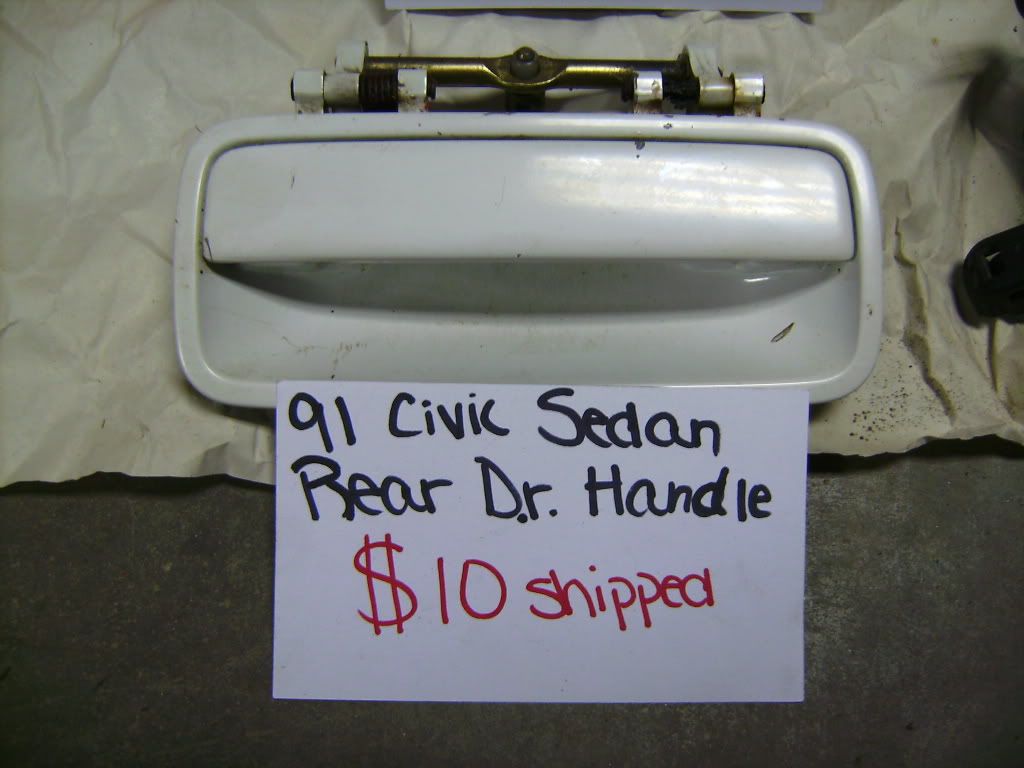 91 Civic Sedan
Rear Dr. Handle
$10 shipped